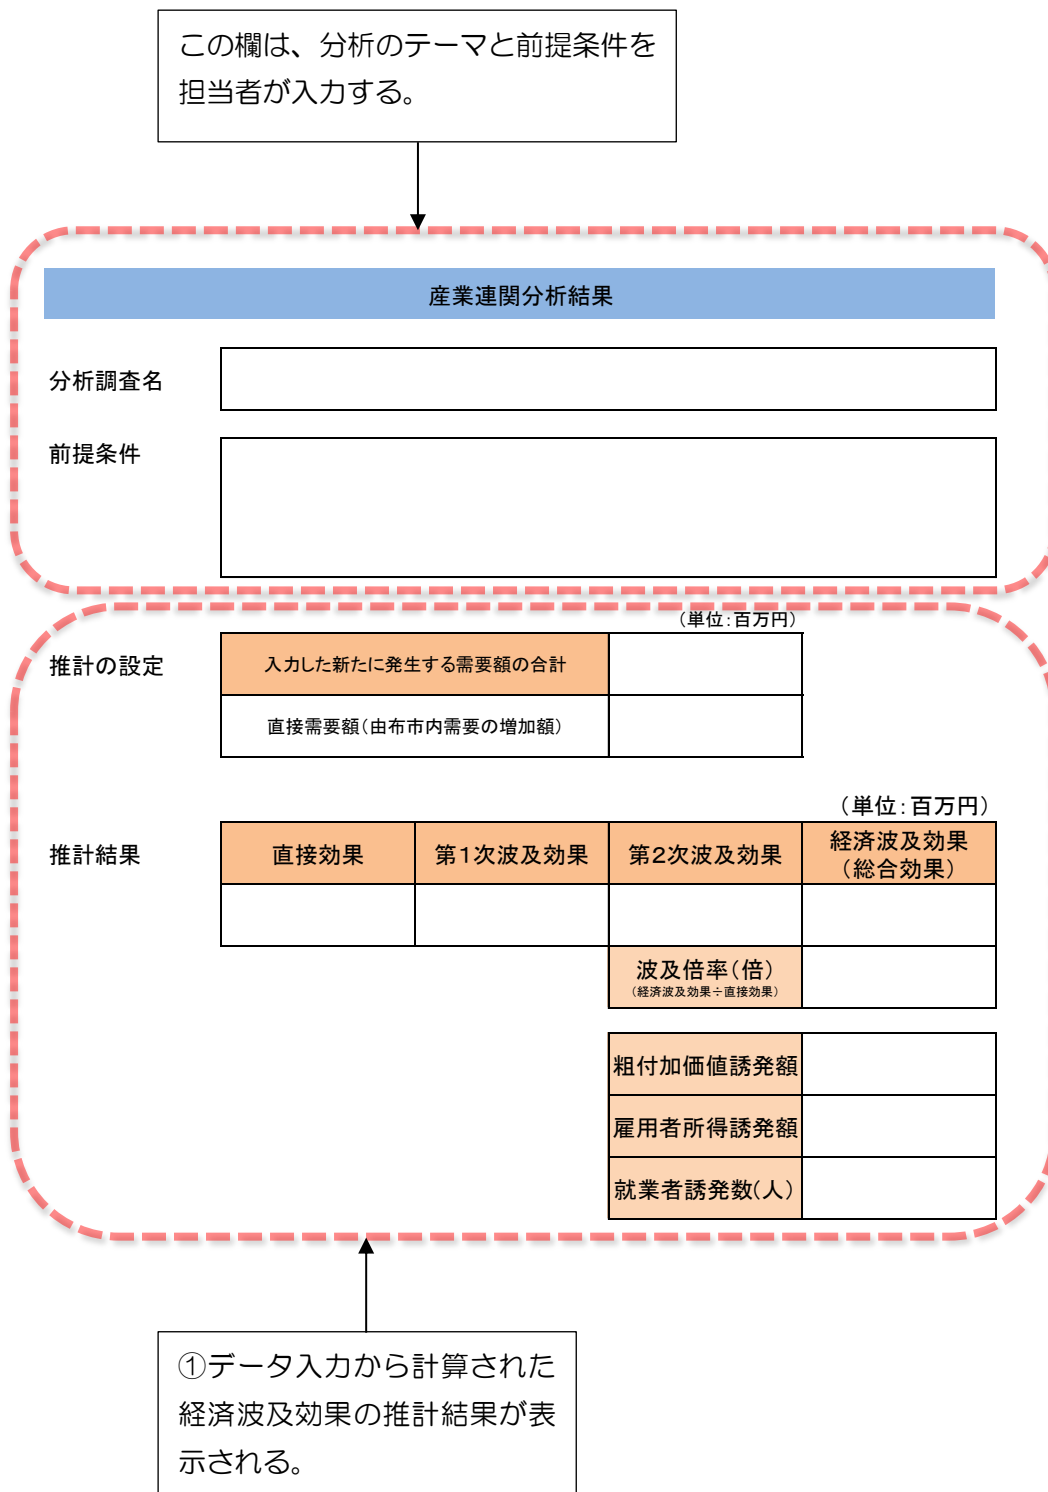 この欄は、分析のテーマと前提条件を
担当者が入力する。
産業連関分析結果
分析調査名
前提条件
（単位：百万円）
推計の設定
入力した新たに発生する需要額の合計
直接需要額（由布市内需要の増加額）
（単位：百万円）
推計結果
直接効果
第1次波及効果
第2次波及効果
経済波及効果
（総合効果）
波及倍率（倍）
（経済波及効果÷直接効果）
粗付加価値誘発額
雇用者所得誘発額
就業者誘発数（人）
①データ入力から計算された
経済波及効果の推計結果が表
示される。